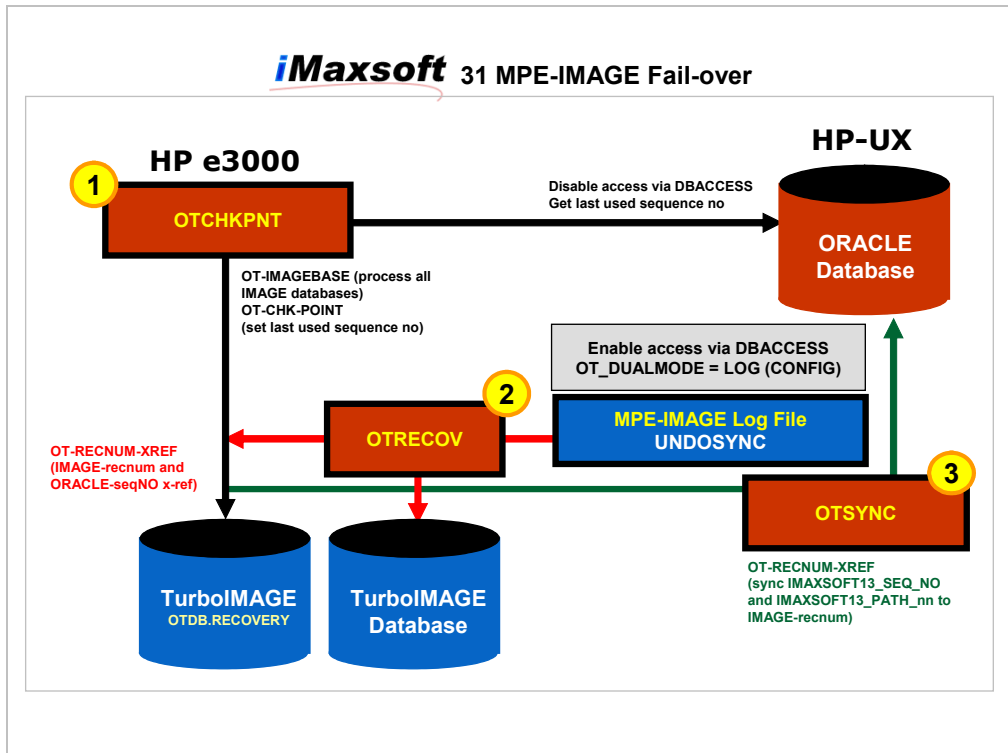 iMaxsoft 31 MPE-IMAGE Fail-over
HP e3000
HP-UX
1
OTCHKPNT
Disable access via DBACCESS
Get last used sequence no
ORACLE
Database
OT-IMAGEBASE (process all
IMAGE databases)
OT-CHK-POINT
(set last used sequence no)
Enable access via DBACCESS
OT_DUALMODE = LOG (CONFIG)
2
OTRECOV
MPE-IMAGE Log File
UNDOSYNC
OT-RECNUM-XREF
(IMAGE-recnum and
ORACLE-seqNO x-ref)
3
OTSYNC
OT-RECNUM-XREF
(sync IMAXSOFT13_SEQ_NO
and IMAXSOFT13_PATH_nn to
IMAGE-recnum)
TurboIMAGE
OTDB.RECOVERY
TurboIMAGE
Database